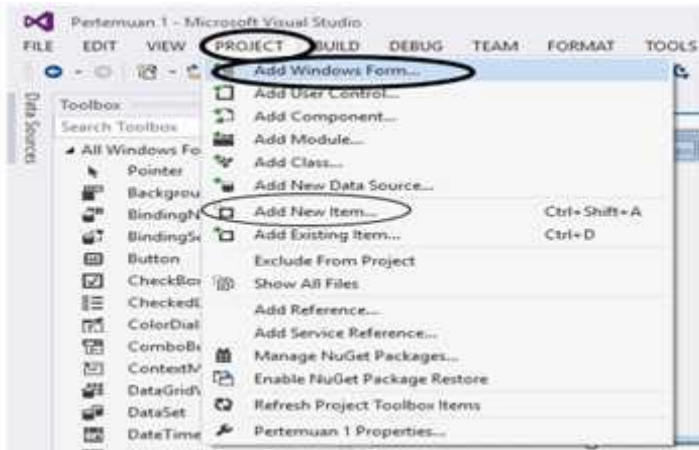 Pertemuan 1 - Microsoft Visual Studio
FILE EDIT VIEW PROJECT BUILD DEBUG TEAM FORMAT TOOLS
Data Sources
Toolbox
Search Toolbox
All Windows Fo
Pointer
Backgrou
BindingN
BindingSo
Button
CheckBox
CheckedL
ColorDial
ComboBo
ContextM
DataGridV
DataSet
DateTime
Add Windows Form...
Add User Control...
Add Component...
Add Module...
Add Class...
Add New Data Source...
Add New Item... Ctrl+Shift+A
Add Existing Item... Ctrl+D
Exclude From Project
Show All Files
Add Reference...
Add Service Reference...
Manage NuGet Packages...
Enable NuGet Package Restore
Refresh Project Toolbox Items
Pertemuan 1 Properties...